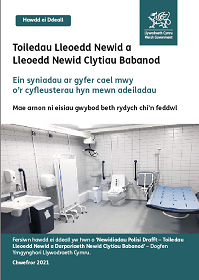 Hawdd ei Ddeall
Llywodraeth Cymru
Welsh Government
Toiledau Lleoedd Newid a
Lleoedd Newid Clytiau Babanod
Ein syniadau ar gyfer cael mwy
o'r cyfleusterau hyn mewn adeiladau
Mae arnon ni eisiau gwybod beth rydych chi'n feddwl
Fersiwn hawdd ei ddeall yw hwn o 'Newidiadau Polisi Drafft – Toiledau
Lleoedd Newid a Darpariaeth Newid Clytiau Babanod' – Dogfen
Ymgynghori Llywodraeth Cymru.
Chwefror 2021